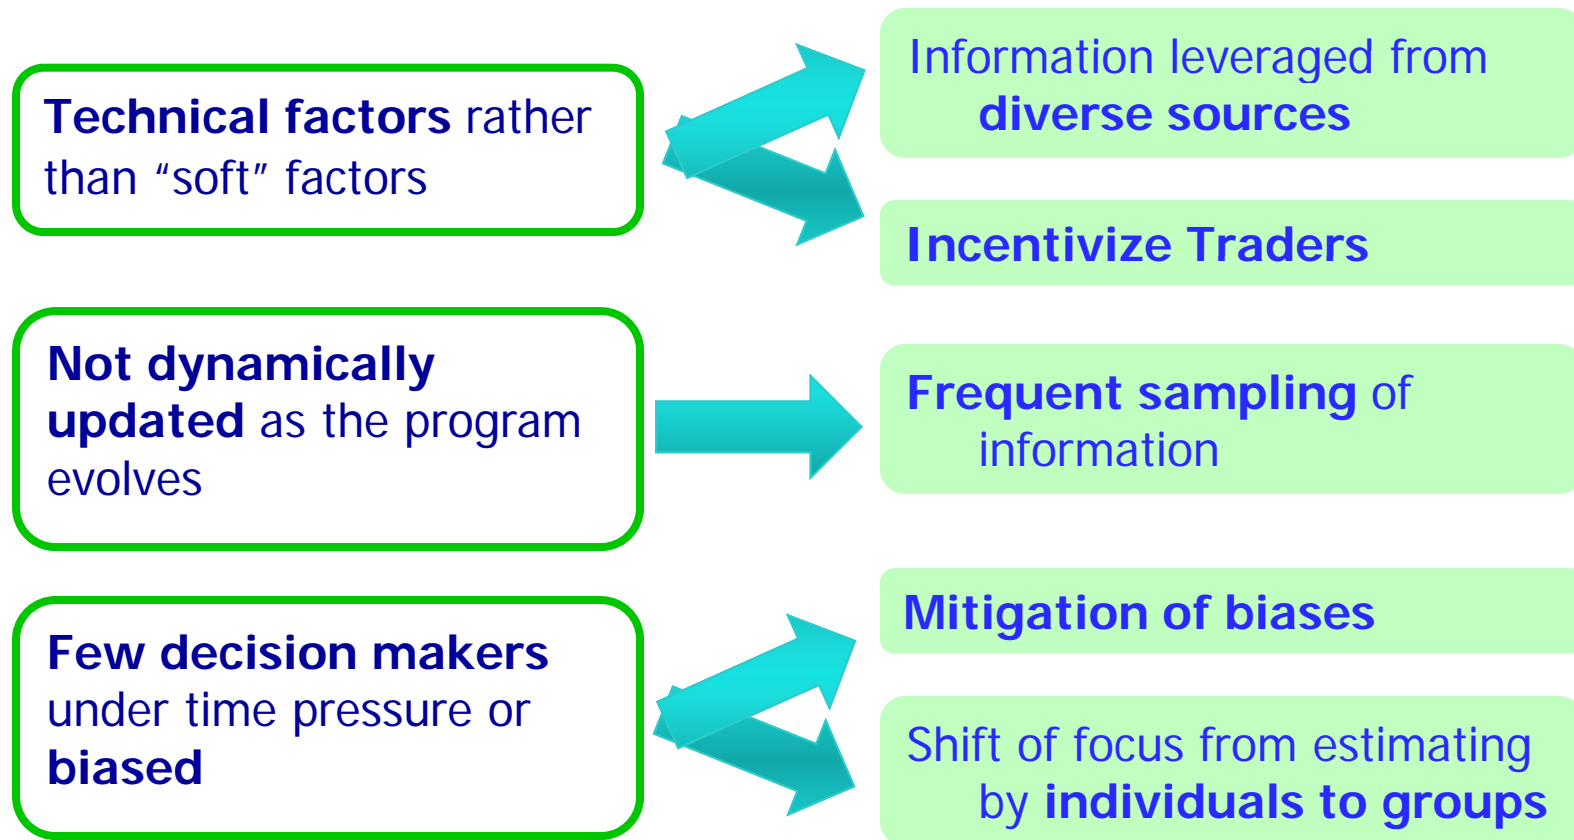 Technical factors rather
than “soft” factors
Information leveraged from
diverse sources
Incentivize Traders
Not dynamically
updated as the program
evolves
Frequent sampling of
information
Few decision makers
under time pressure or
biased
Mitigation of biases
Shift of focus from estimating
by individuals to groups